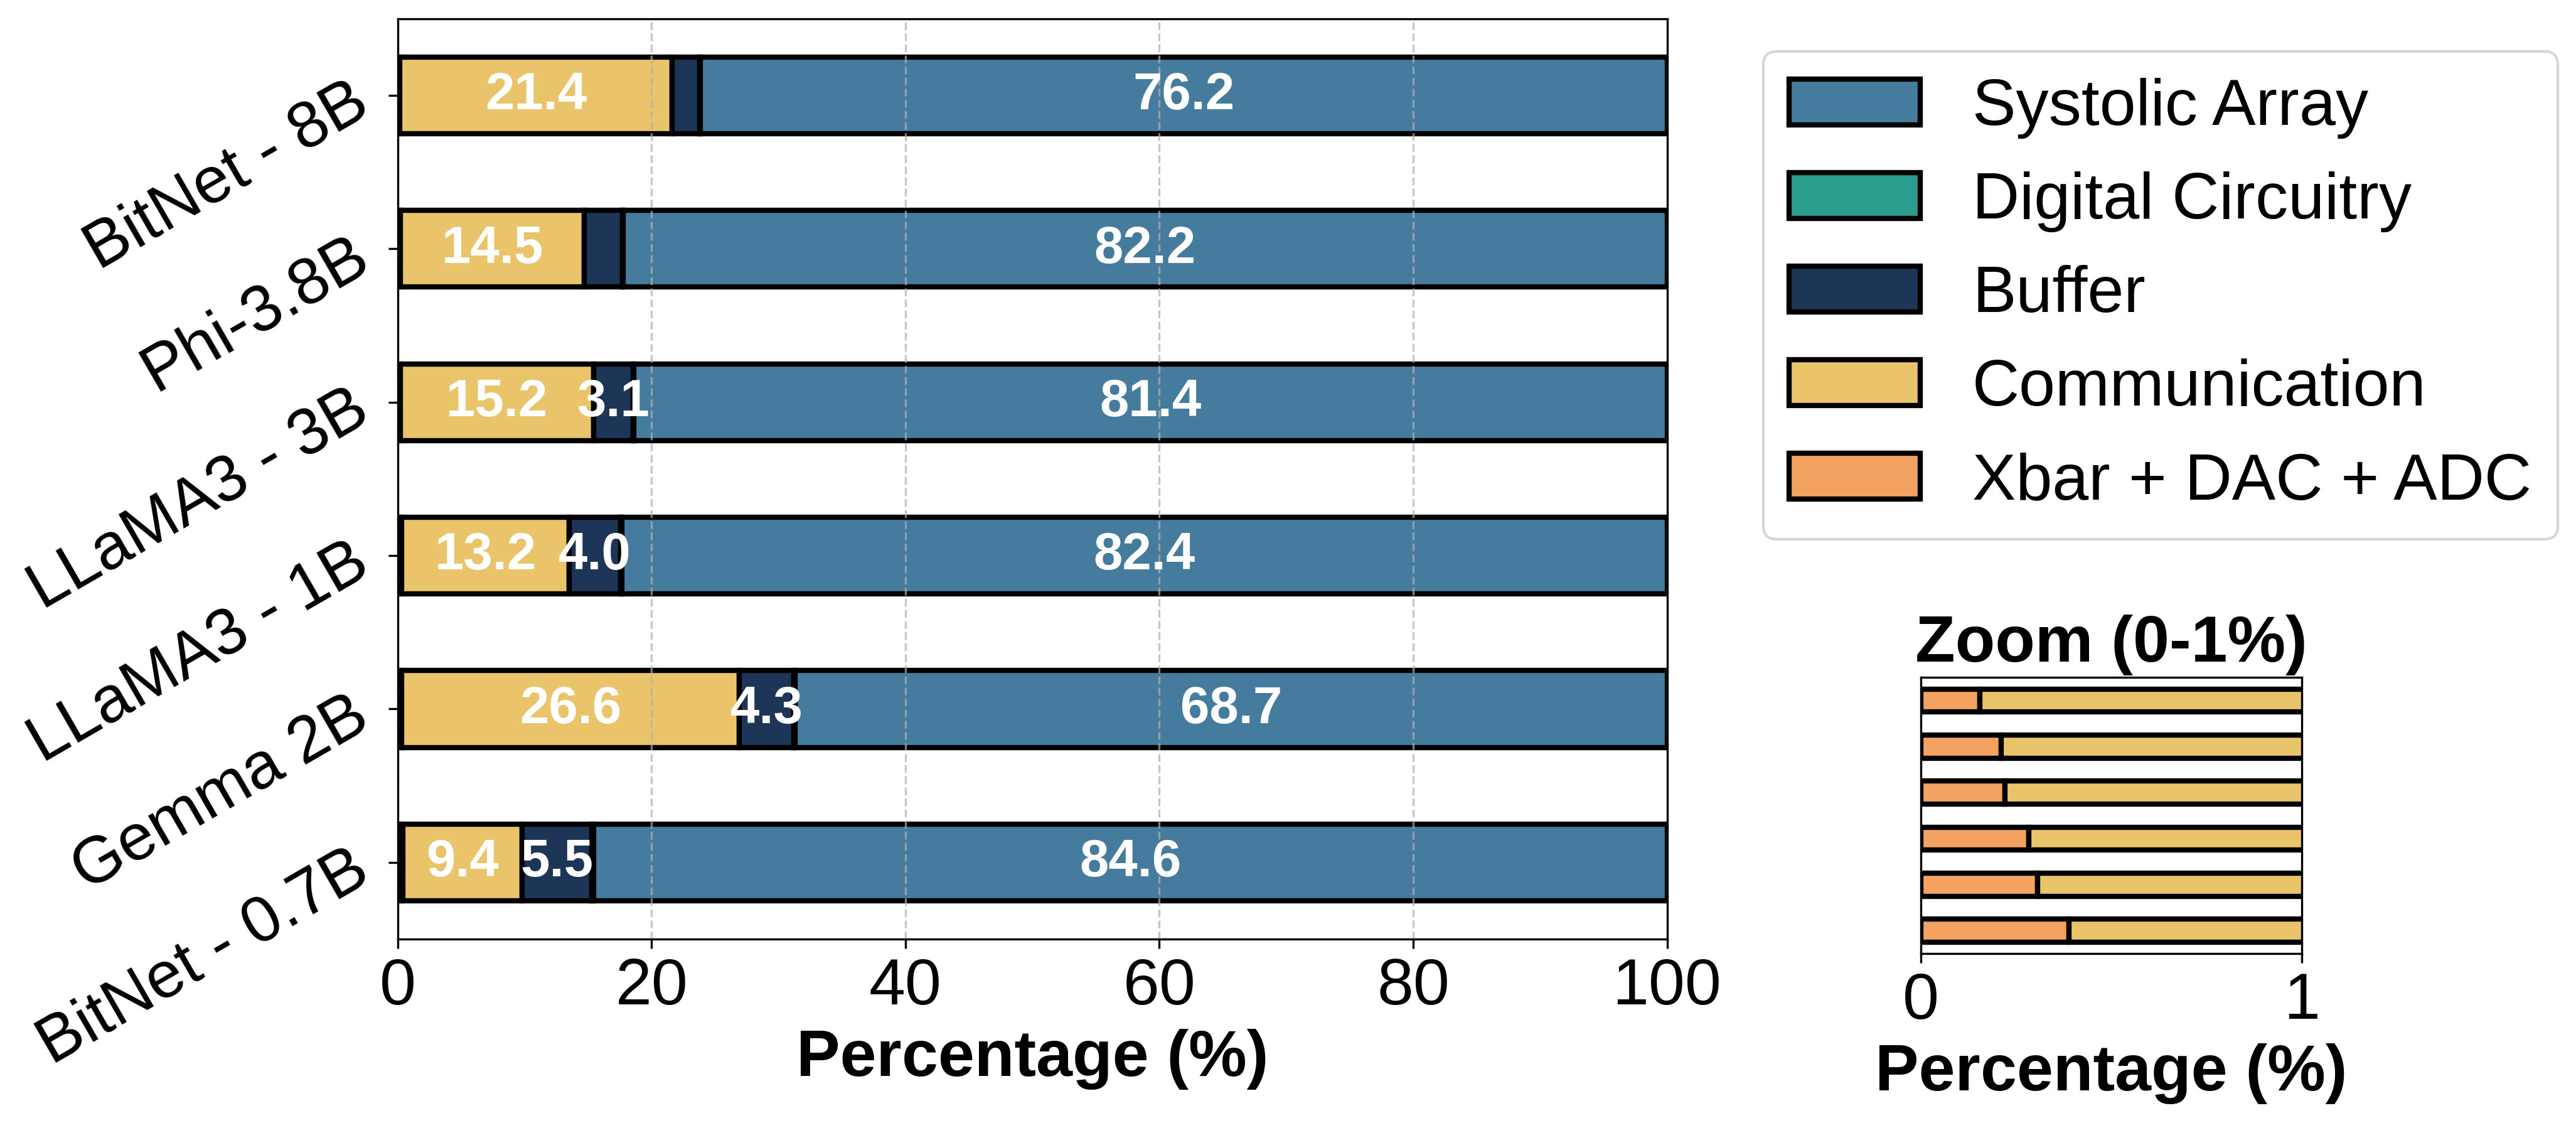 BitNet - 8B
21.4 76.2
Phi-3.8B
14.5 82.2
LLaMA3 - 3B
15.2 3.1 81.4
LLaMA3 - 1B
13.2 4.0 82.4
Gemma 2B
26.6 4.3 68.7
BitNet - 0.7B
9.4 5.5 84.6
0 20 40 60 80 100
Percentage (%)
Systolic Array
Digital Circuitry
Buffer
Communication
Xbar + DAC + ADC
Zoom (0-1%)
0 1
Percentage (%)